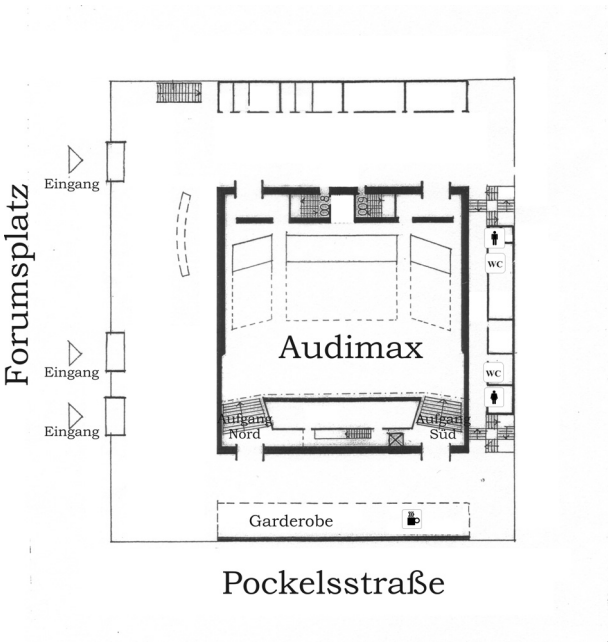 Forumsplatz
Eingang
WC
Audimax
Eingang
WC
Eingang
Aufgang
Nord
Aufgang
Süd
Garderobe
Pockelsstraße